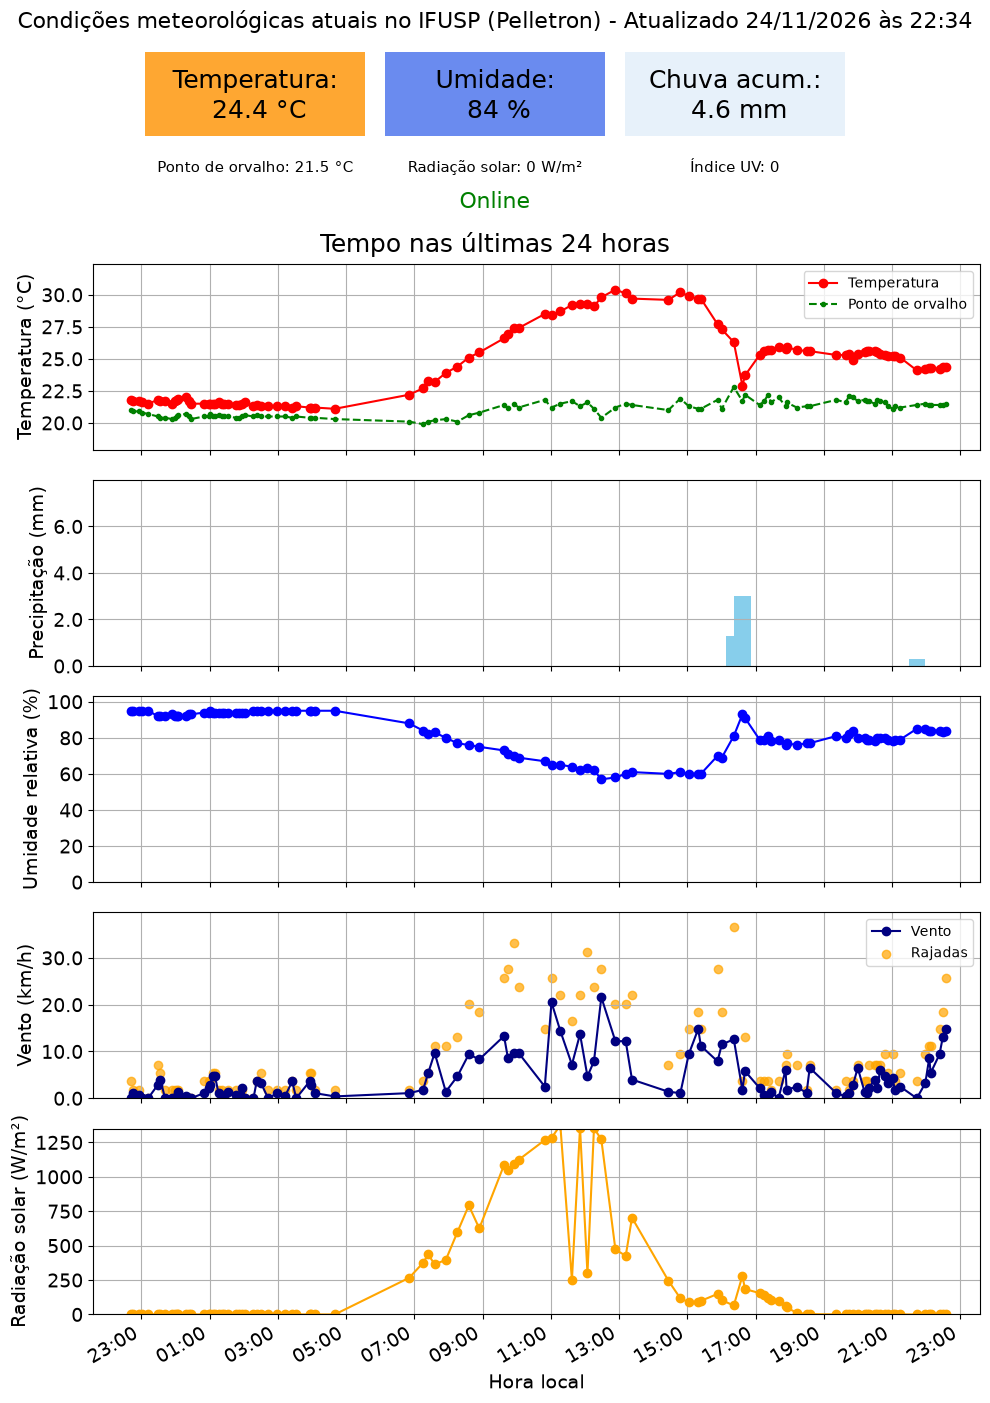 Condições meteorológicas atuais no IFUSP (Pelletron) - Atualizado 24/11/2026 às 22:34
Temperatura:
24.4 °C
Umidade:
84 %
Chuva acum.:
4.6 mm
Ponto de orvalho: 21.5 °C
Radiação solar: 0 W/m²
Índice UV: 0
Online
Tempo nas últimas 24 horas
Temperatura (°C)
30.0
27.5
25.0
22.5
20.0
Temperatura
Ponto de orvalho
Precipitação (mm)
6.0
4.0
2.0
0.0
Umidade relativa (%)
100
80
60
40
20
0
Vento (km/h)
30.0
20.0
10.0
0.0
Vento
Rajadas
Radiação solar (W/m²)
1250
1000
750
500
250
0
23:00
01:00
03:00
05:00
07:00
09:00
11:00
13:00
15:00
17:00
19:00
21:00
23:00
Hora local